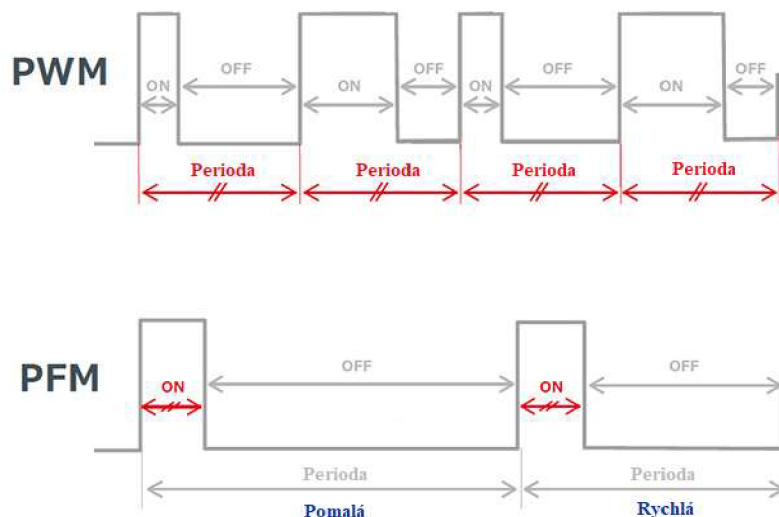 PWM
ON OFF ON OFF ON OFF ON OFF
Perioda Perioda Perioda Perioda
PFM
ON OFF ON OFF
Perioda Perioda
Pomalá Rychlá